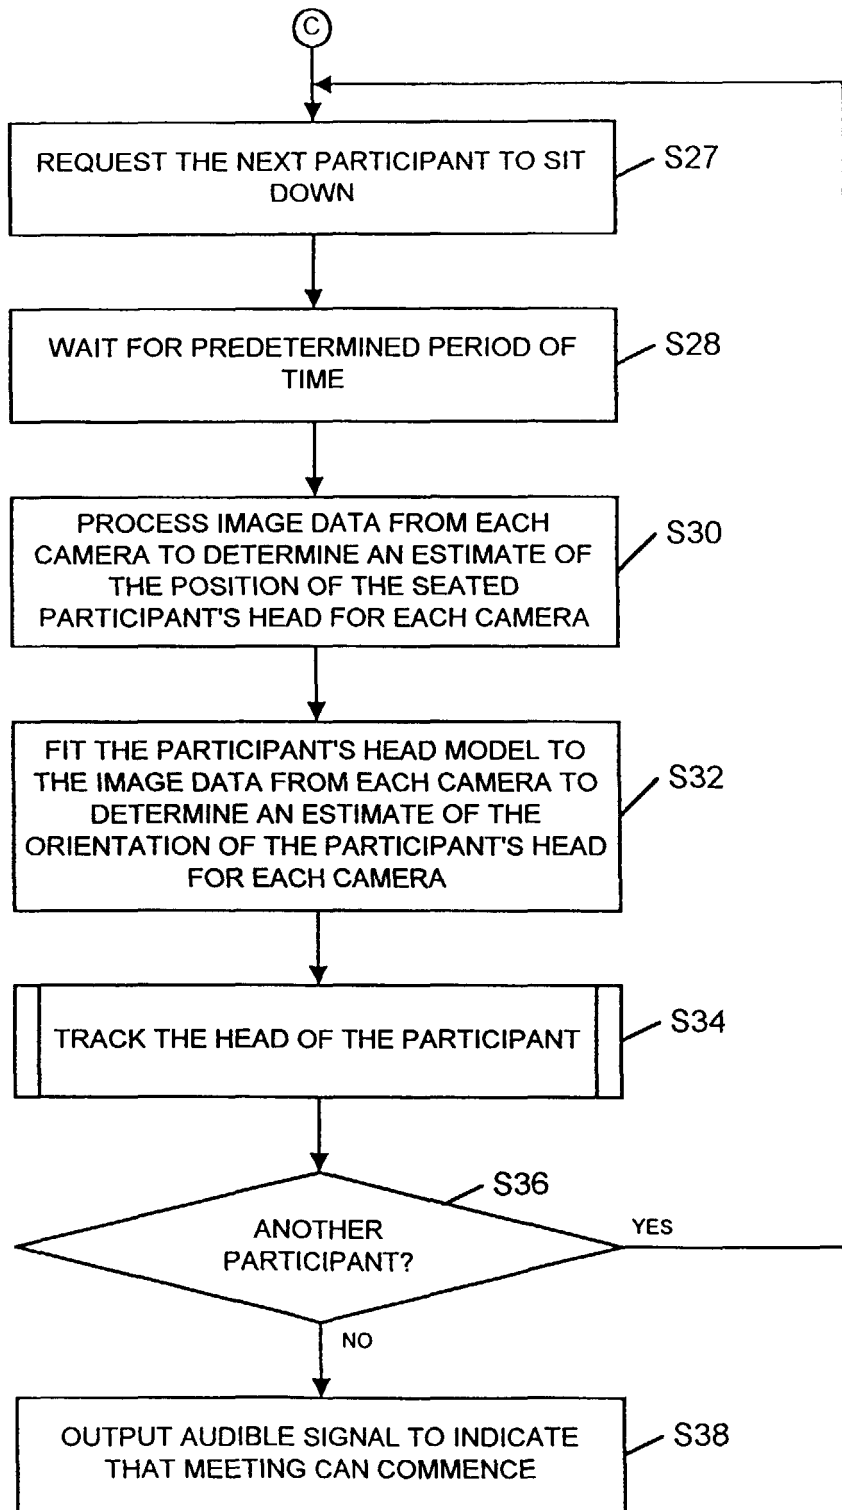 C
REQUEST THE NEXT PARTICIPANT TO SIT
DOWN
S27
WAIT FOR PREDETERMINED PERIOD OF
TIME
S28
PROCESS IMAGE DATA FROM EACH
CAMERA TO DETERMINE AN ESTIMATE OF
THE POSITION OF THE SEATED
PARTICIPANT'S HEAD FOR EACH CAMERA
S30
FIT THE PARTICIPANT'S HEAD MODEL TO
THE IMAGE DATA FROM EACH CAMERA TO
DETERMINE AN ESTIMATE OF THE
ORIENTATION OF THE PARTICIPANT'S HEAD
FOR EACH CAMERA
S32
TRACK THE HEAD OF THE PARTICIPANT
S34
S36
ANOTHER
PARTICIPANT?
YES
NO
OUTPUT AUDIBLE SIGNAL TO INDICATE
THAT MEETING CAN COMMENCE
S38